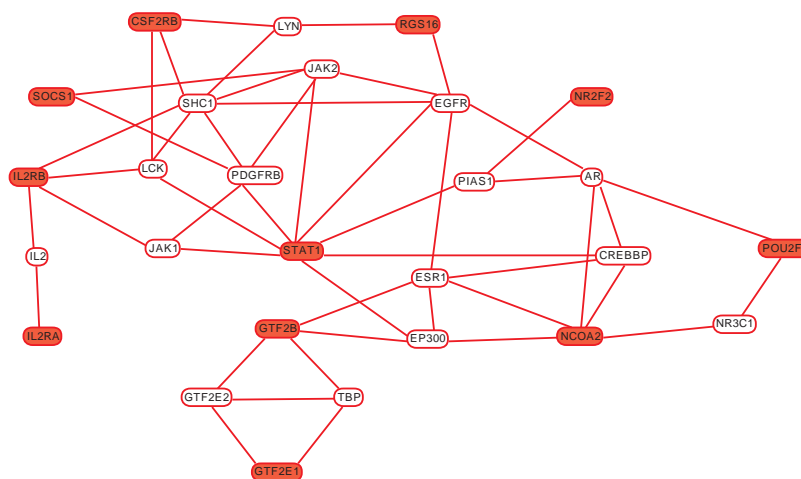 CSF2RB
LYN
RGS16
JAK2
SOCS1
SHC1
EGFR
NR2F2
IL2RB
LCK
PDGFRB
PIAS1
AR
IL2
JAK1
STAT1
CREBBP
POU2F
ESR1
IL2RA
GTF2B
EP300
NCOA2
NR3C1
GTF2E2
TBP
GTF2E1